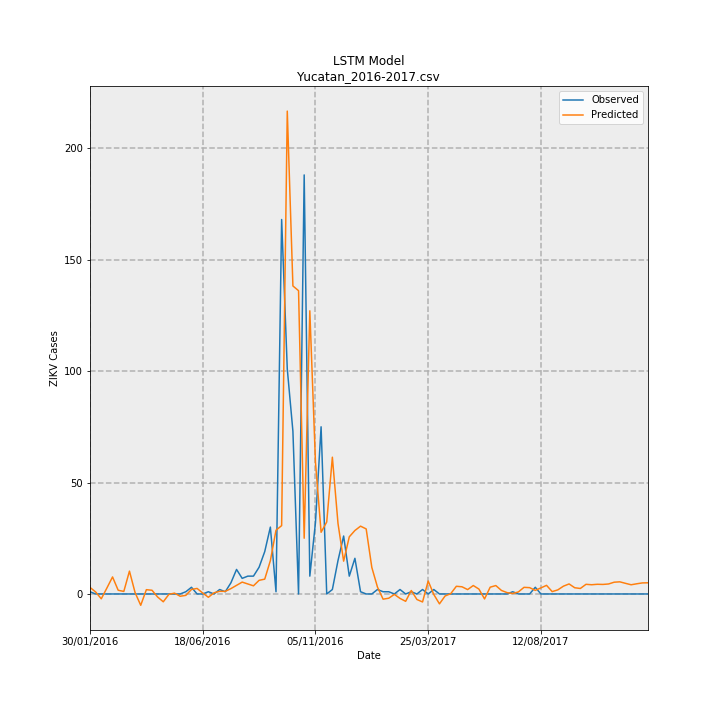 LSTM Model
Yucatan_2016-2017.csv
Observed
Predicted
200
150
100
50
0
ZIKV Cases
30/01/2016 18/06/2016 05/11/2016 25/03/2017 12/08/2017
Date